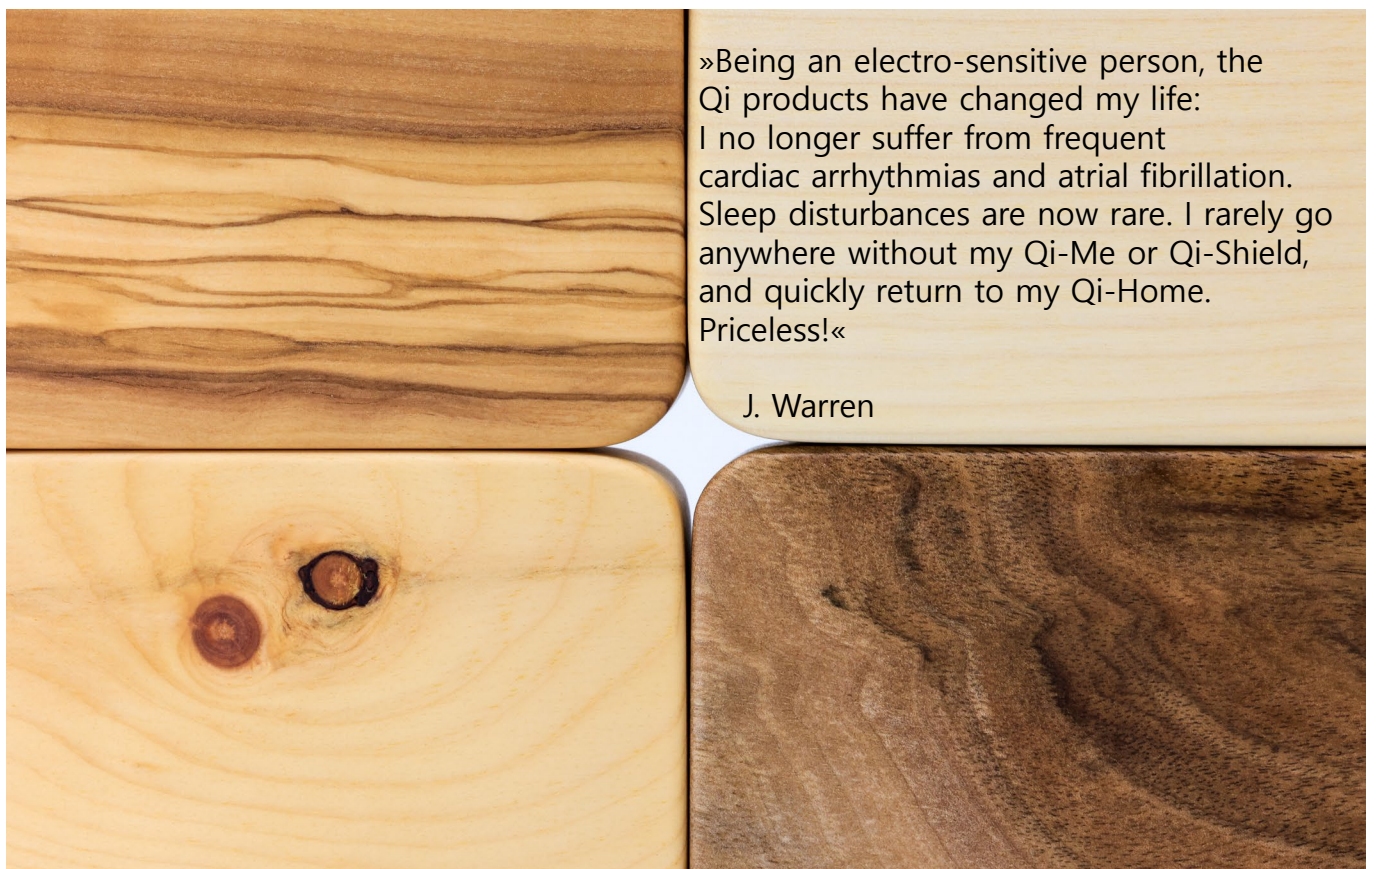 »Being an electro-sensitive person, the
Qi products have changed my life:
I no longer suffer from frequent
cardiac arrhythmias and atrial fibrillation.
Sleep disturbances are now rare. I rarely go
anywhere without my Qi-Me or Qi-Shield,
and quickly return to my Qi-Home.
Priceless!«
J. Warren